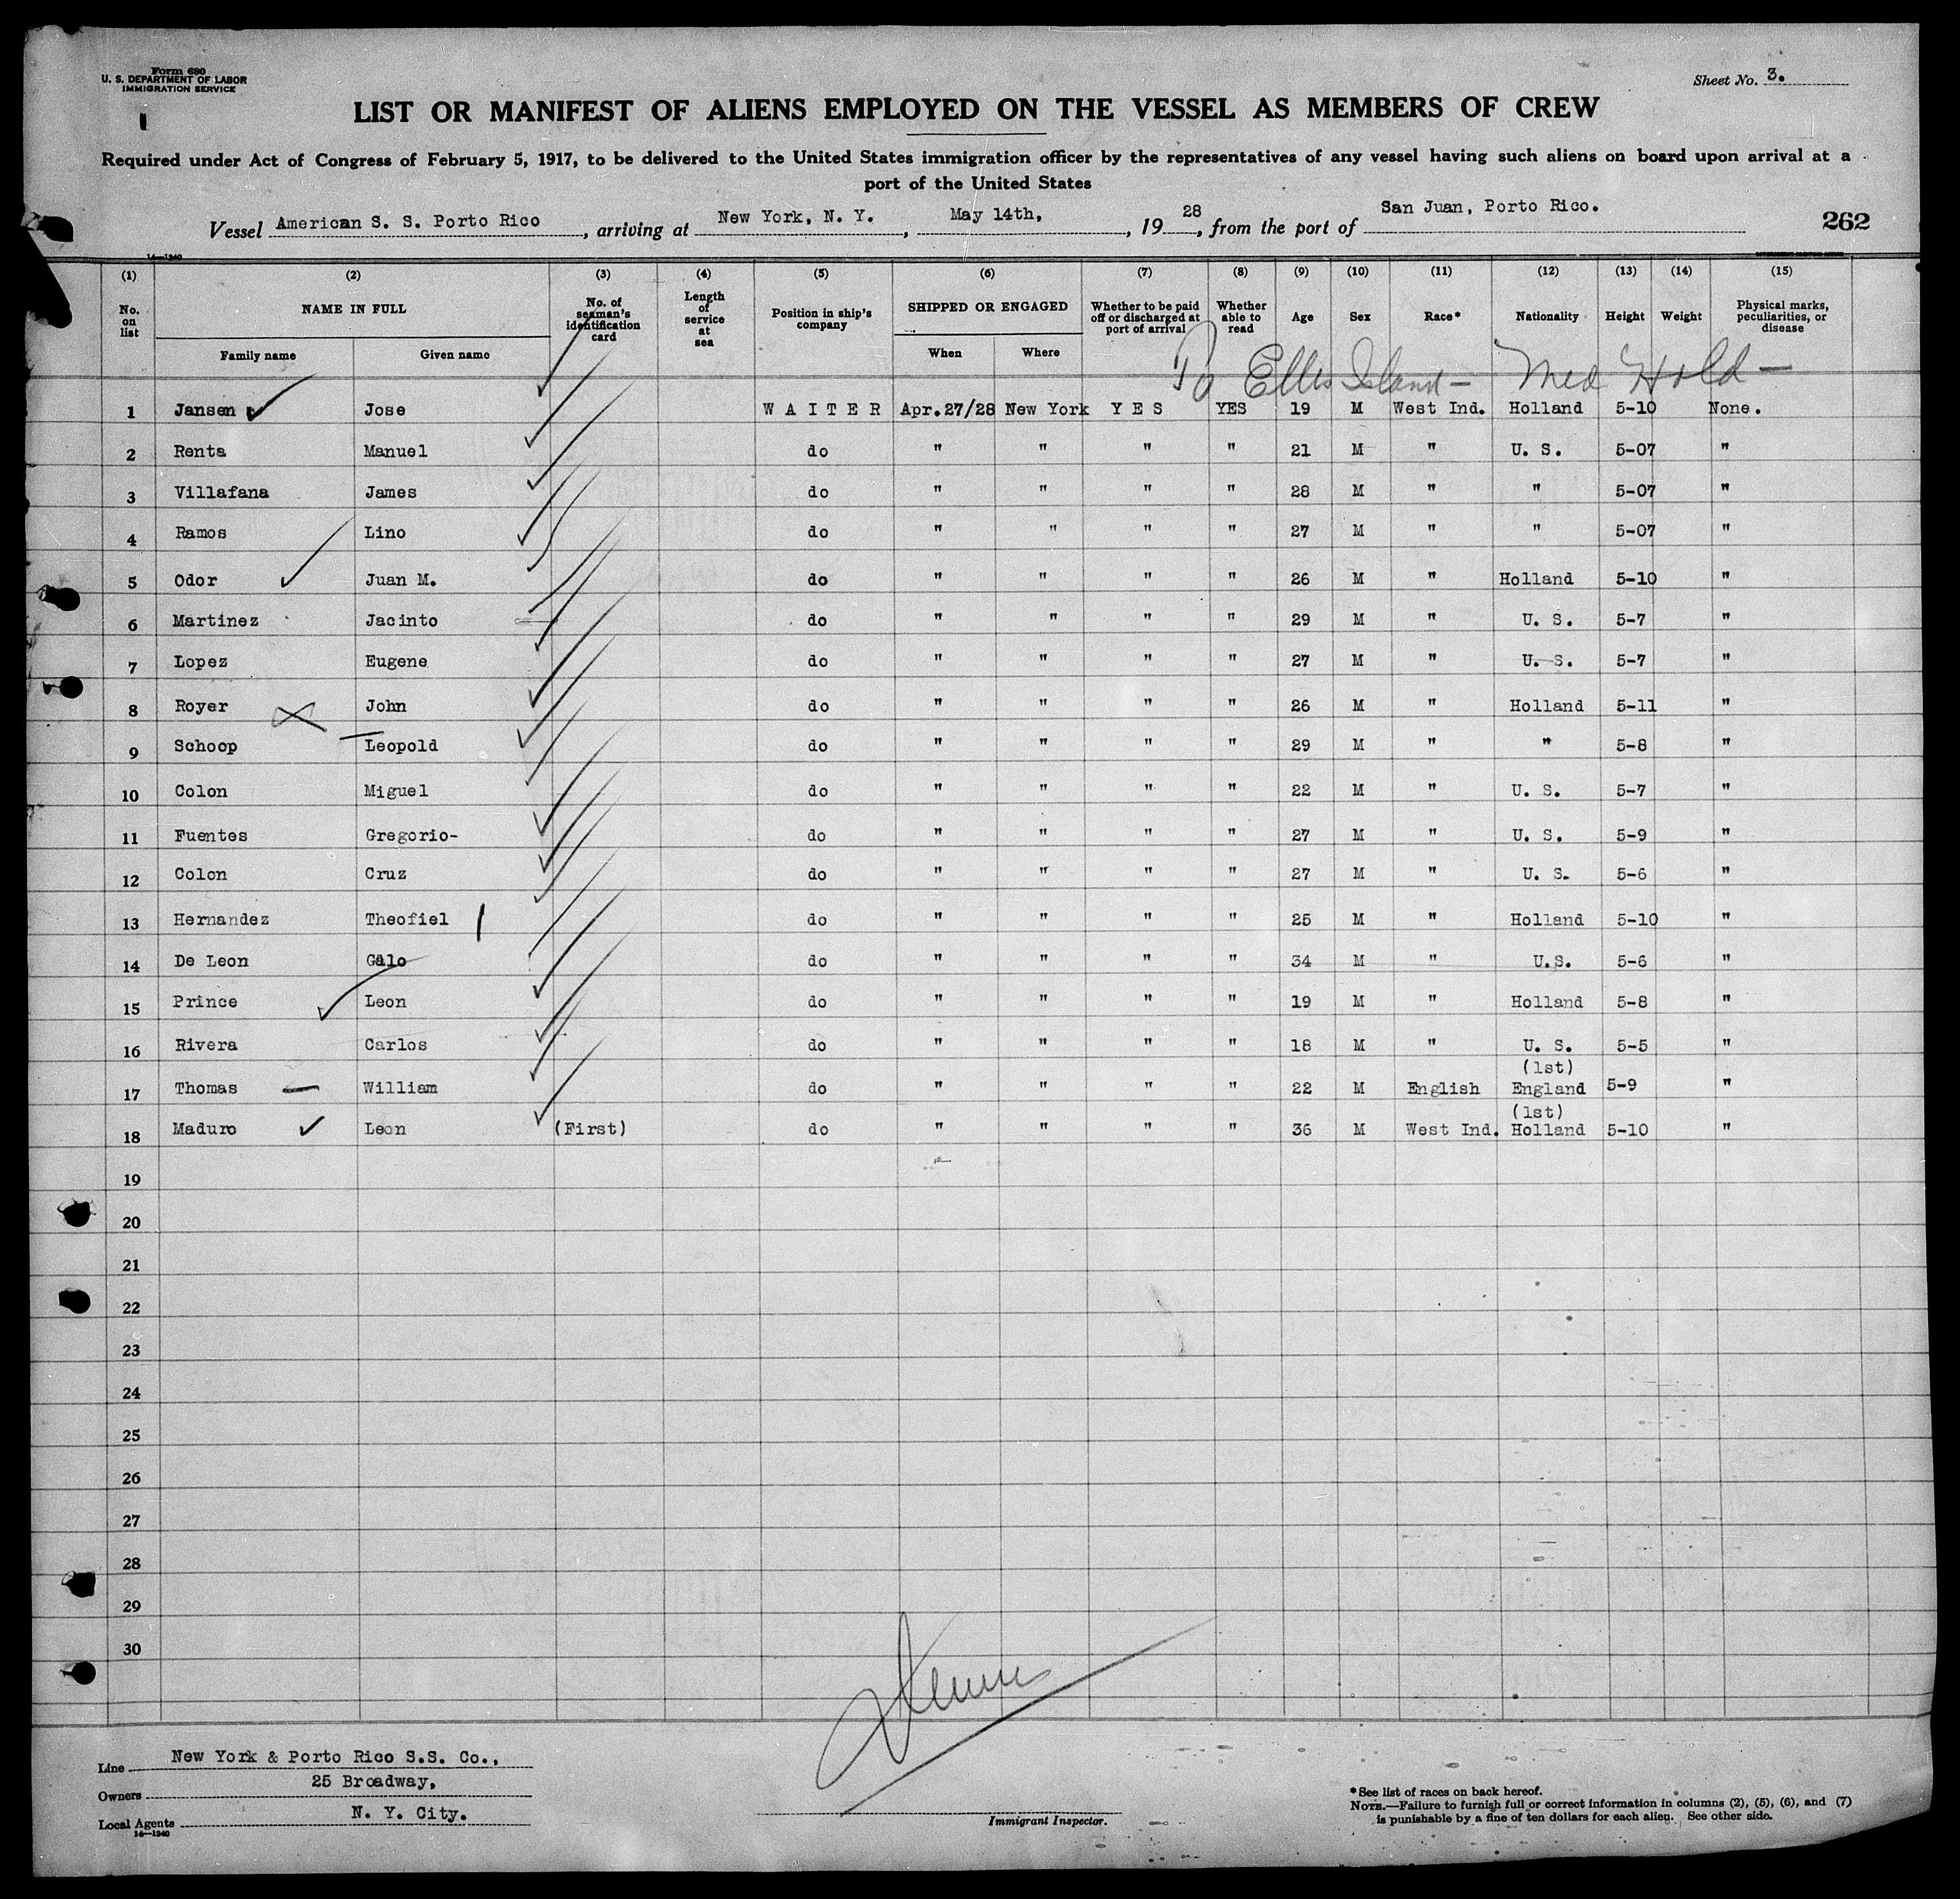 Form 680
U. S. DEPARTMENT OF LABOR
IMMIGRATION SERVICE
Sheet No. 3.
LIST OR MANIFEST OF ALIENS EMPLOYED ON THE VESSEL AS MEMBERS OF CREW
Required under Act of Congress of February 5, 1917, to be delivered to the United States immigration officer by the representatives of any vessel having such aliens on board upon arrival at a
port of the United States
Vessel American S. S. Porto Rico, arriving at New York, N. Y., May 14th, , 1928, from the port of San Juan, Porto Rico. 262
14—1240
(1) (2) (3) (4) (5) (6) (7) (8) (9) (10) (11) (12) (13) (14) (15)
No. on list NAME IN FULL No. of seaman's identification card Length of service at sea Position in ship's company SHIPPED OR ENGAGED Whether to be paid off or discharged at port of arrival Whether able to read Age Sex Race* Nationality Height Weight Physical marks, peculiarities, or disease
Family name Given name When Where
To Ellis Island — Med Hold —
1 Jansen Jose WAITER Apr.27/28 New York YES YES 19 M West Ind. Holland 5-10 None.
2 Renta Manuel do " " " " 21 M " U. S. 5-07 "
3 Villafana James do " " " " 28 M " " 5-07 "
4 Ramos Lino do " " " " 27 M " " 5-07 "
5 Odor Juan M. do " " " " 26 M " Holland 5-10 "
6 Martinez Jacinto do " " " " 29 M " U. S. 5-7 "
7 Lopez Eugene do " " " " 27 M " U. S. 5-7 "
8 Royer John do " " " " 26 M " Holland 5-11 "
9 Schoop Leopold do " " " " 29 M " " 5-8 "
10 Colon Miguel do " " " " 22 M " U. S. 5-7 "
11 Fuentes Gregorio- do " " " " 27 M " U. S. 5-9 "
12 Colon Cruz do " " " " 27 M " U. S. 5-6 "
13 Hernandez Theofiel do " " " " 25 M " Holland 5-10 "
14 De Leon Galo do " " " " 34 M " U.S. 5-6 "
15 Prince Leon do " " " " 19 M " Holland 5-8 "
16 Rivera Carlos do " " " " 18 M " U. S. 5-5 "
(1st)
17 Thomas William do " " " " 22 M English England 5-9 "
(1st)
18 Maduro Leon (First) do " " " " 36 M West Ind. Holland 5-10 "
19
20
21
22
23
24
25
26
27
28
29
30
Line New York & Porto Rico S.S. Co.,
Owners 25 Broadway,
Local Agents N. Y. City.
14—1240
Immigrant Inspector.
*See list of races on back hereof.
NOTE.—Failure to furnish full or correct information in columns (2), (5), (6), and (7)
is punishable by a fine of ten dollars for each alien. See other side.